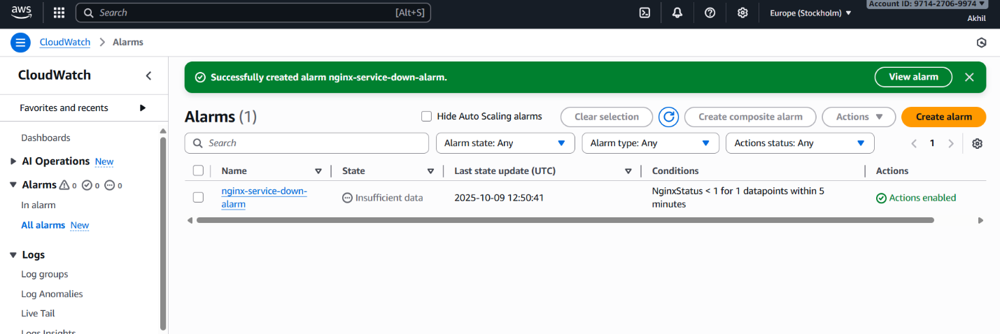 aws
Search [Alt+S]
Europe (Stockholm)
Account ID: 9714-2706-9974
Akhil
CloudWatch
Alarms
CloudWatch
Favorites and recents
Dashboards
AI Operations New
Alarms 0 0 0
In alarm
All alarms New
Logs
Log groups
Log Anomalies
Live Tail
Logs Insights
Successfully created alarm nginx-service-down-alarm.
View alarm
Alarms (1)
Hide Auto Scaling alarms
Clear selection
Create composite alarm
Actions
Create alarm
Search
Alarm state: Any
Alarm type: Any
Actions status: Any
1
Name
State
Last state update (UTC)
Conditions
Actions
nginx-service-down-
alarm
Insufficient data
2025-10-09 12:50:41
NginxStatus < 1 for 1 datapoints within 5
minutes
Actions enabled